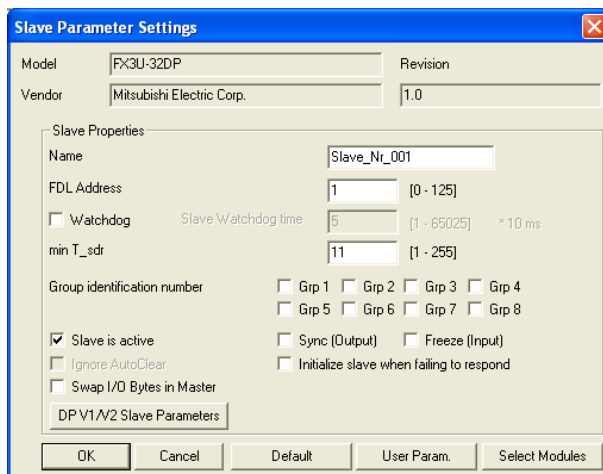 Slave Parameter Settings
Model FX3U-32DP Revision
Vendor Mitsubishi Electric Corp. 1.0
Slave Properties
Name Slave_Nr_001
FDL Address 1 [0 - 125]
Watchdog Slave Watchdog time 5 [1 - 65025] * 10 ms
min T_sdr 11 [1 - 255]
Group identification number Grp 1 Grp 2 Grp 3 Grp 4
Grp 5 Grp 6 Grp 7 Grp 8
Slave is active Sync (Output) Freeze (Input)
Ignore AutoClear Initialize slave when failing to respond
Swap I/O Bytes in Master
DP V1/V2 Slave Parameters
OK Cancel Default User Param. Select Modules